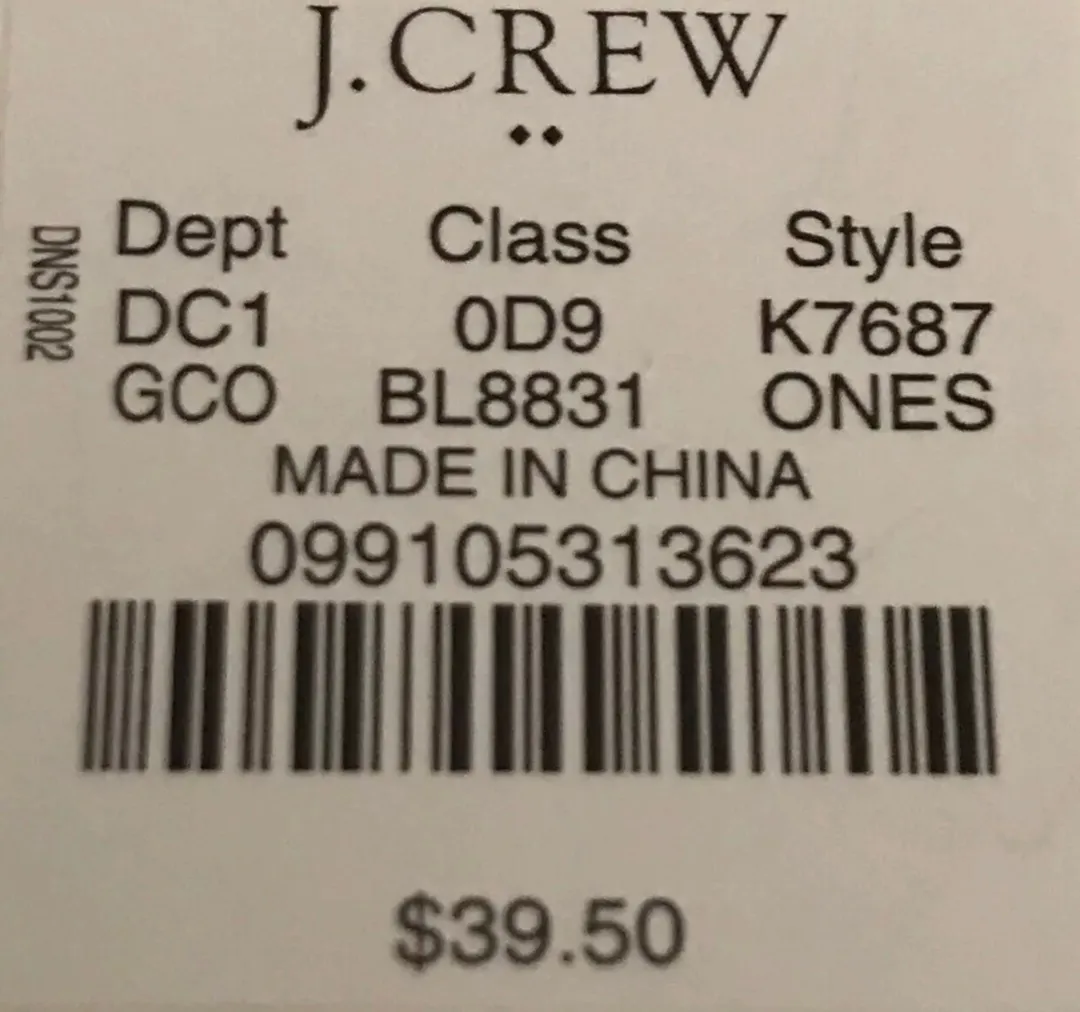 J.CREW
Dept Class Style
DC1 0D9 K7687
GCO BL8831 ONES
DNS1002
MADE IN CHINA
099105313623
$39.50